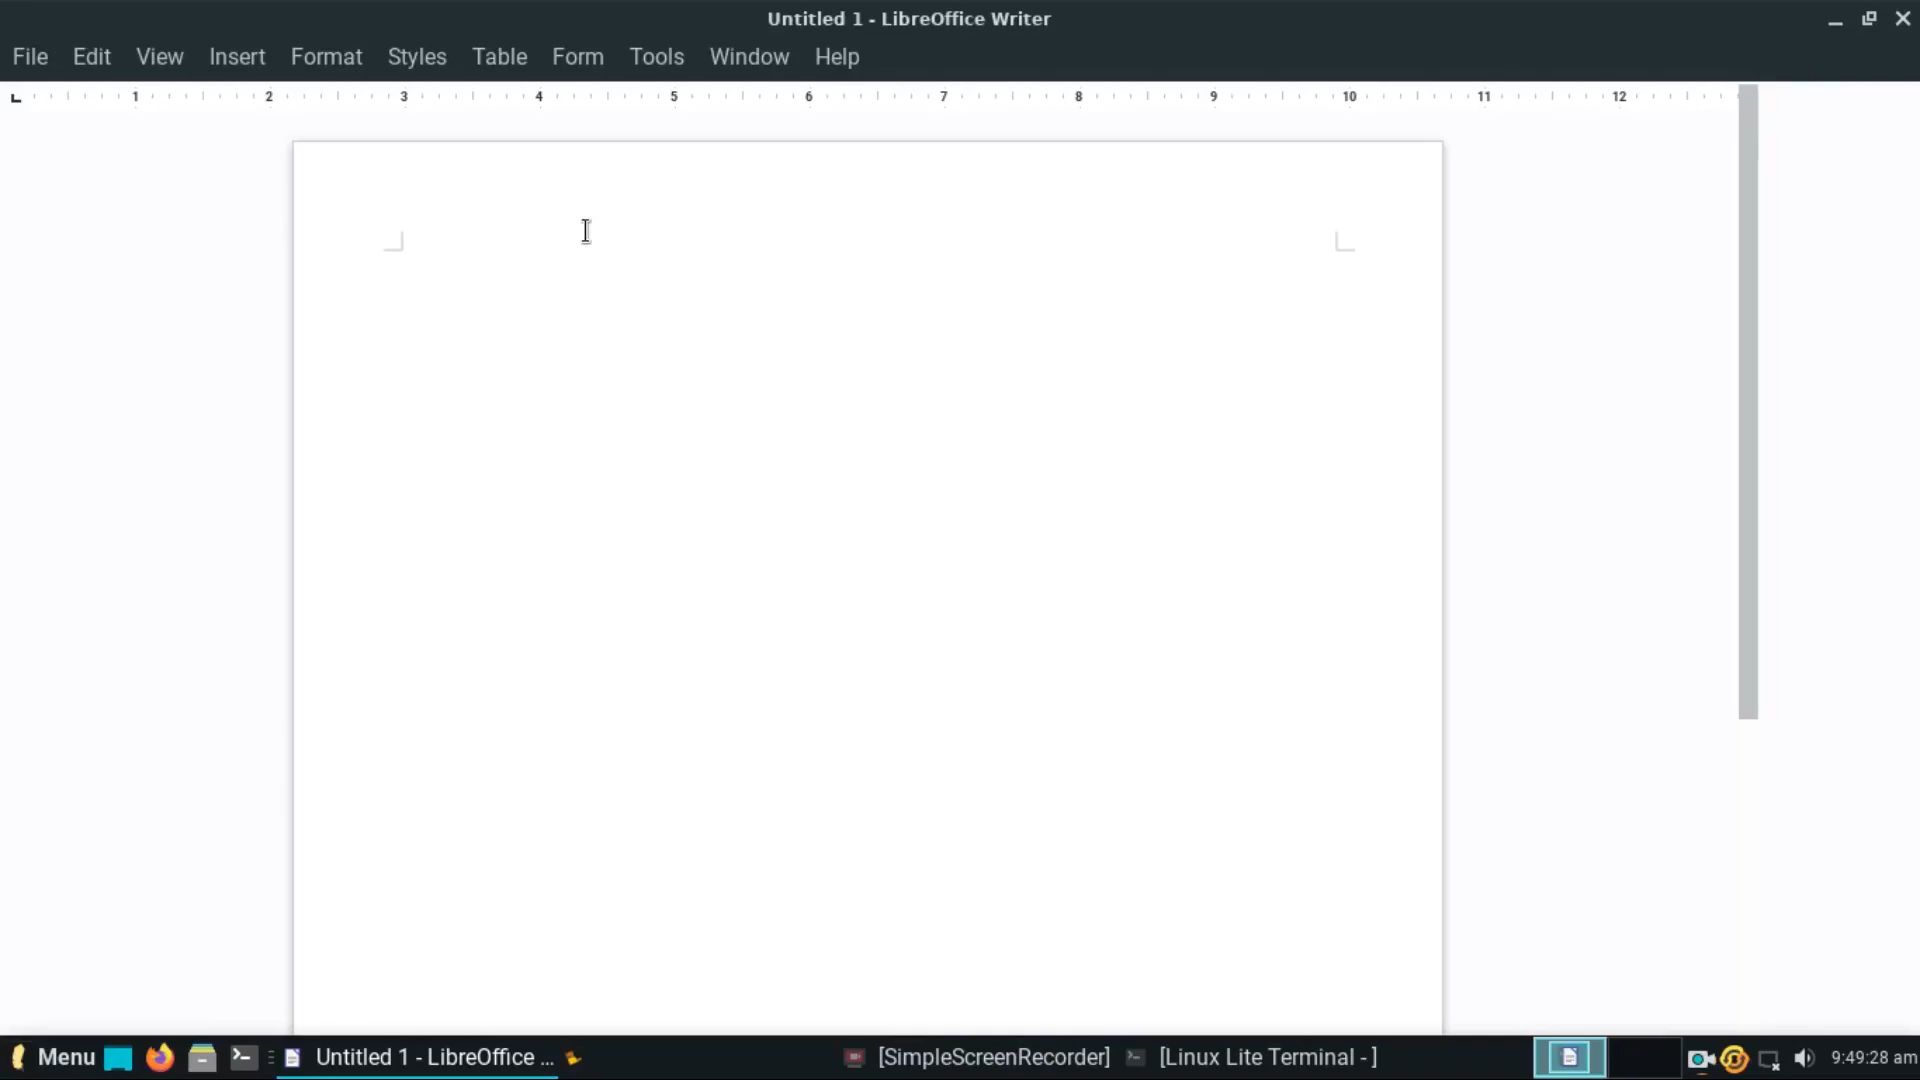 Untitled 1 - LibreOffice Writer
File Edit View Insert Format Styles Table Form Tools Window Help
1 2 3 4 5 6 7 8 9 10 11 12
Menu Untitled 1 - LibreOffice ... [SimpleScreenRecorder] [Linux Lite Terminal - ] 9:49:28 am